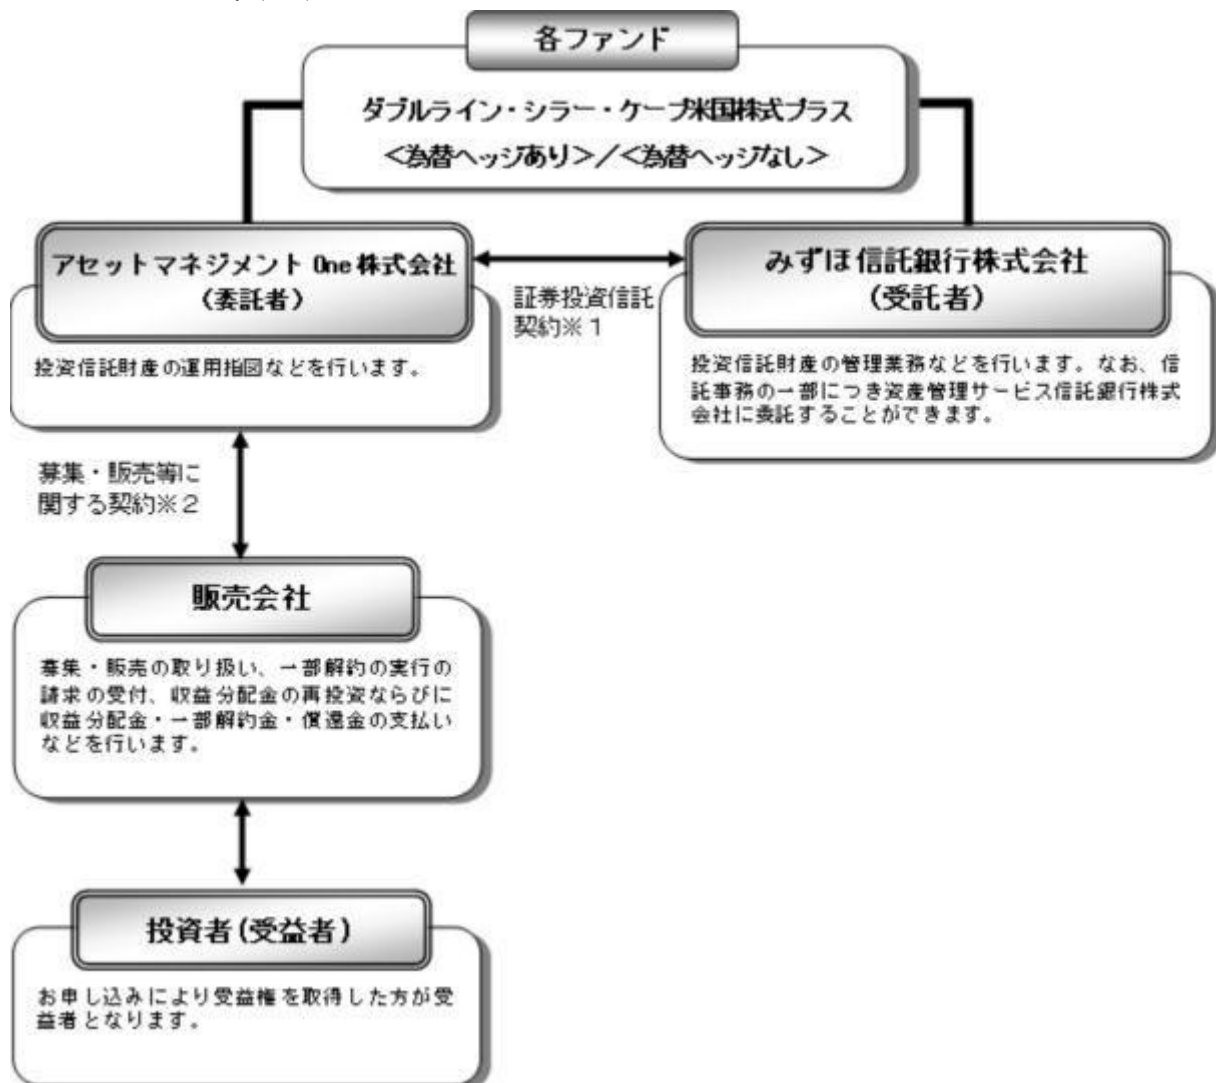 各ファンド
ダブルライン・シラー・ケープ米国株式プラス
<為替ヘッジあり>/<為替ヘッジなし>
アセットマネジメント One 株式会社
(委託者)
投資信託財産の運用指図などを行います。
証券投資信託
契約※1
みずほ信託銀行株式会社
(受託者)
投資信託財産の管理業務などを行います。なお、信
託事務の一部につき資産管理サービス信託銀行株式
会社に委託することができます。
募集・販売等に
関する契約※2
販売会社
募集・販売の取り扱い、一部解約の実行の
請求の受付、収益分配金の再投資ならびに
収益分配金・一部解約金・償還金の支払い
などを行います。
投資者(受益者)
お申し込みにより受益権を取得した方が受
益者となります。